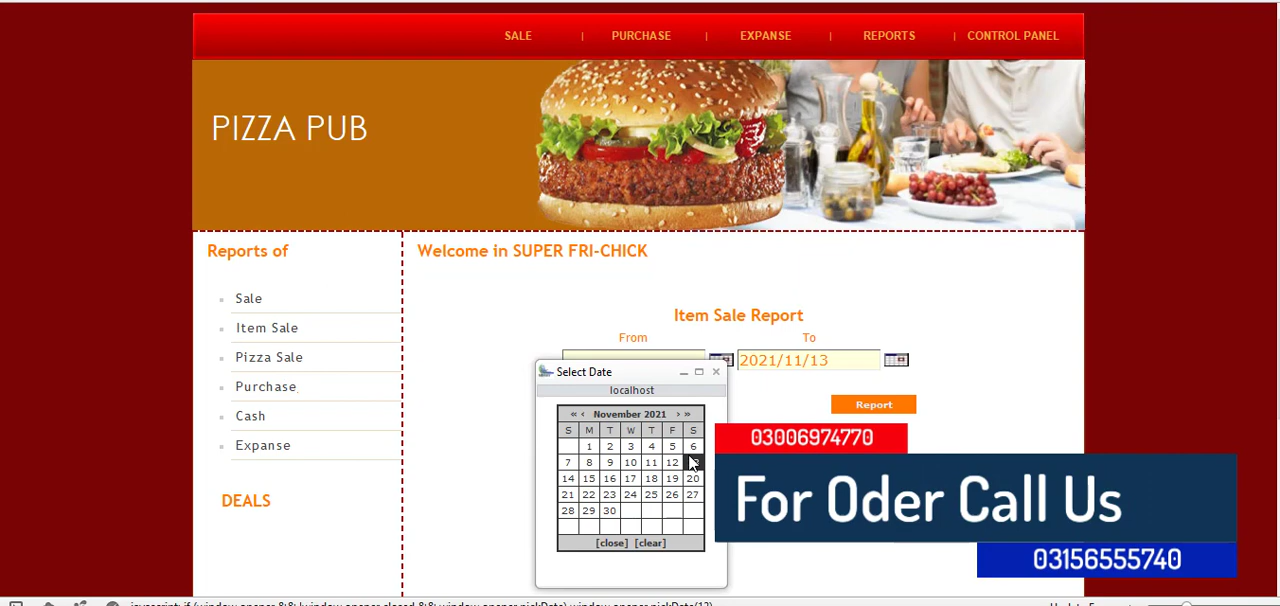 SALE | PURCHASE | EXPANSE | REPORTS | CONTROL PANEL
PIZZA PUB
Reports of
Sale
Item Sale
Pizza Sale
Purchase
Cash
Expanse
DEALS
Welcome in SUPER FRI-CHICK
Item Sale Report
From To
2021/11/13
Report
Select Date
localhost
« ‹ November 2021 › »
S M T W T F S
1 2 3 4 5 6
7 8 9 10 11 12
14 15 16 17 18 19 20
21 22 23 24 25 26 27
28 29 30
[close] [clear]
03006974770
For Oder Call Us
03156555740